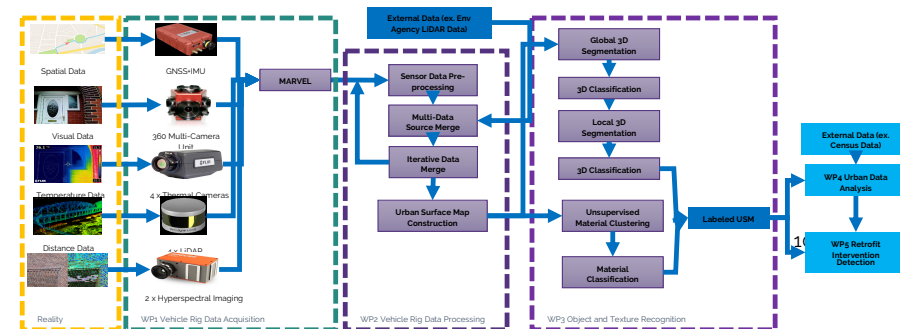 Spatial Data
Visual Data
Temperature Data
Distance Data
Reality
GNSS+IMU
360 Multi-Camera
Unit
4 x Thermal Cameras
4 x LiDAR
2 x Hyperspectral Imaging
MARVEL
WP1 Vehicle Rig Data Acquisition
External Data (ex. Env
Agency LiDAR Data)
Sensor Data Pre-
processing
Multi-Data
Source Merge
Iterative Data
Merge
Urban Surface Map
Construction
WP2 Vehicle Rig Data Processing
Global 3D
Segmentation
3D Classification
Local 3D
Segmentation
3D Classification
Unsupervised
Material Clustering
Material
Classification
Labeled USM
WP3 Object and Texture Recognition
External Data (ex.
Census Data)
WP4 Urban Data
Analysis
WP5 Retrofit
Intervention
Detection